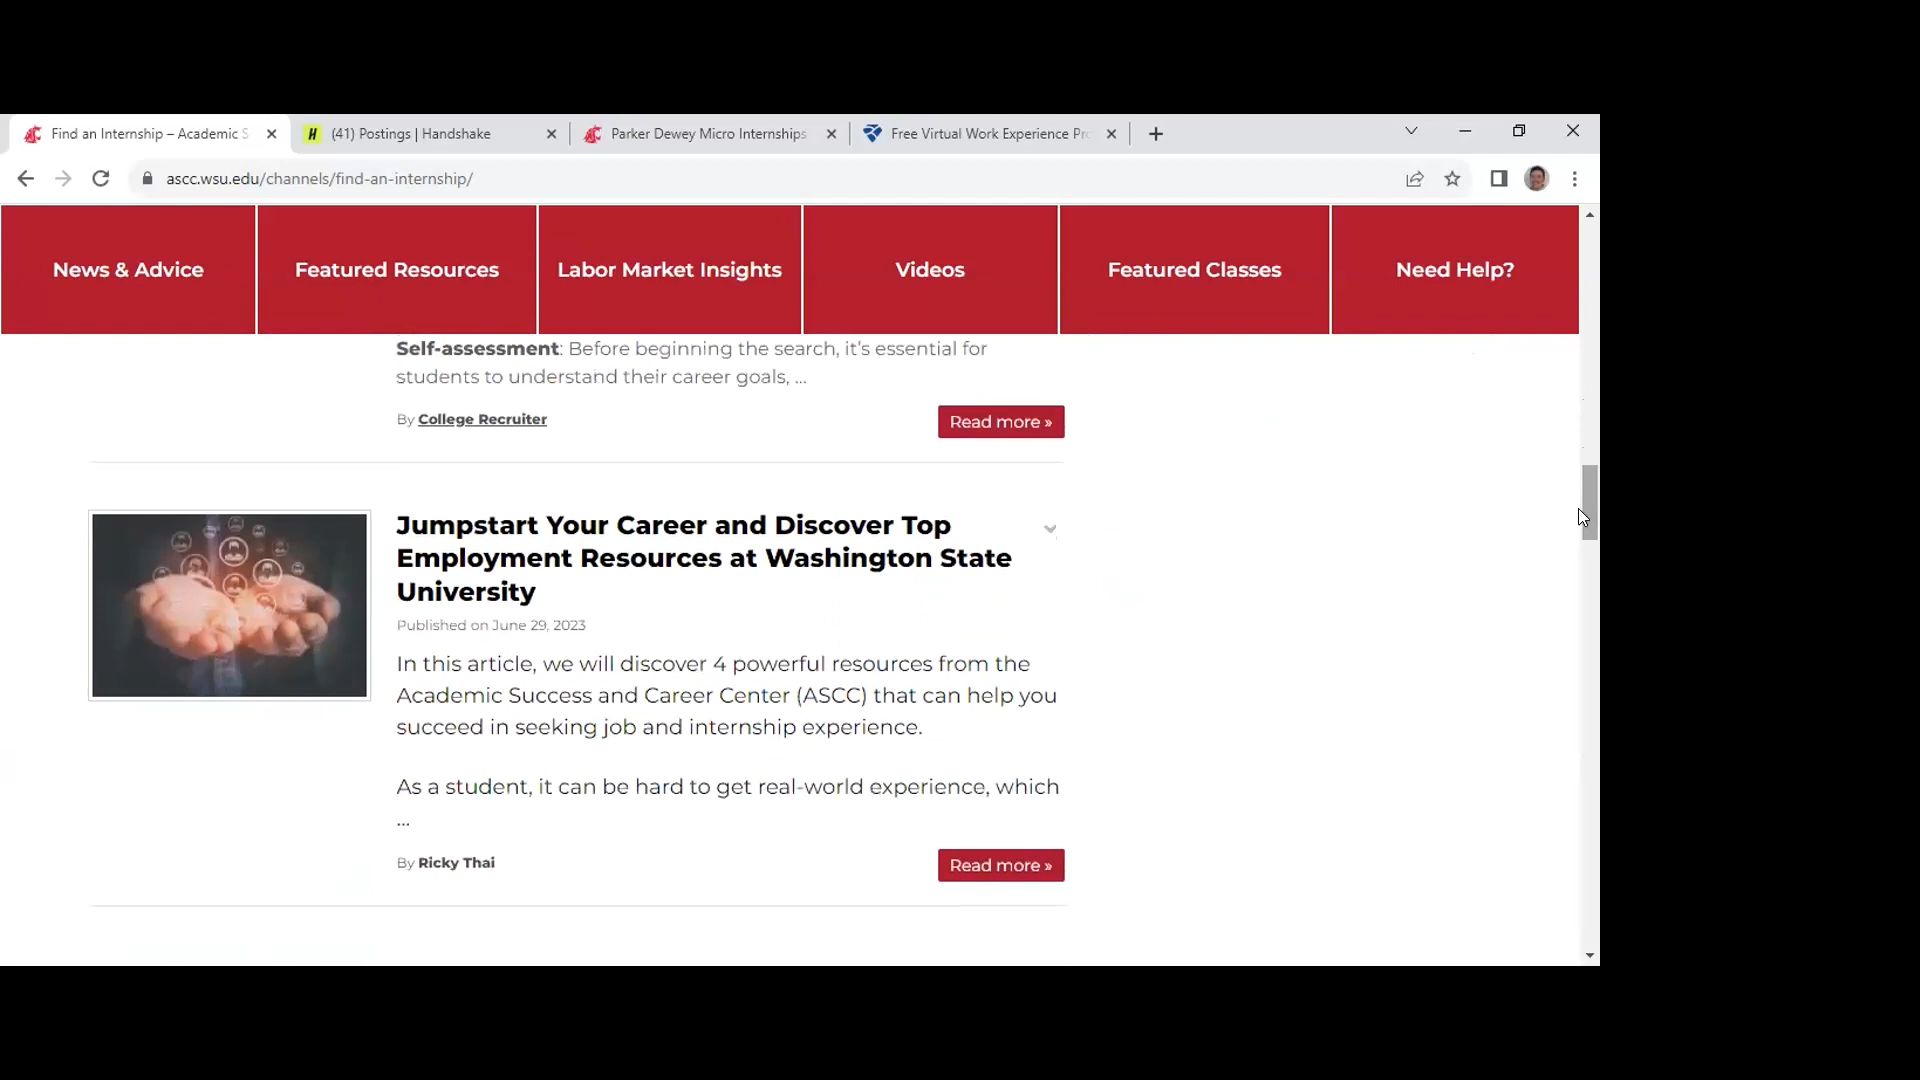 Find an Internship – Academic S
(41) Postings | Handshake
Parker Dewey Micro Internships
Free Virtual Work Experience Pro
ascc.wsu.edu/channels/find-an-internship/
News & Advice
Featured Resources
Labor Market Insights
Videos
Featured Classes
Need Help?
Self-assessment: Before beginning the search, it's essential for
students to understand their career goals, ...
By College Recruiter
Read more »
Jumpstart Your Career and Discover Top
Employment Resources at Washington State
University
Published on June 29, 2023
In this article, we will discover 4 powerful resources from the
Academic Success and Career Center (ASCC) that can help you
succeed in seeking job and internship experience.
As a student, it can be hard to get real-world experience, which
...
By Ricky Thai
Read more »